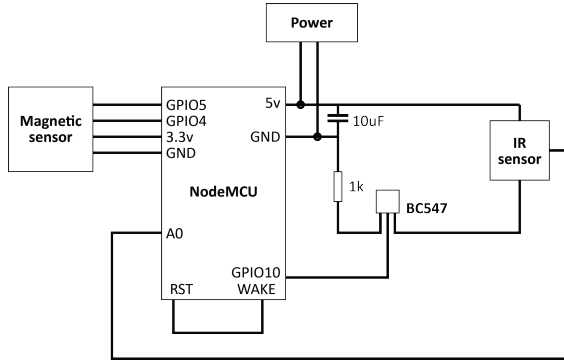 Power
GPIO5
5v
Magnetic
sensor
GPIO4
10uF
3.3v
GND
GND
IR
sensor
NodeMCU
1k
BC547
A0
GPIO10
RST
WAKE